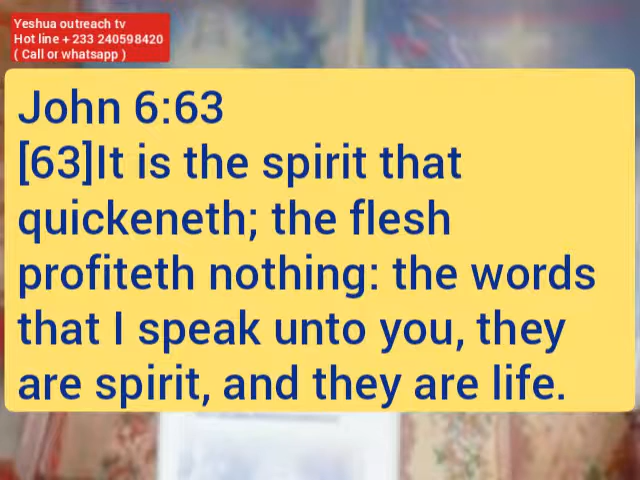 Yeshua outreach tv
Hot line + 233 240598420
( Call or whatsapp )
John 6:63
[63]It is the spirit that
quickeneth; the flesh
profiteth nothing: the words
that I speak unto you, they
are spirit, and they are life.